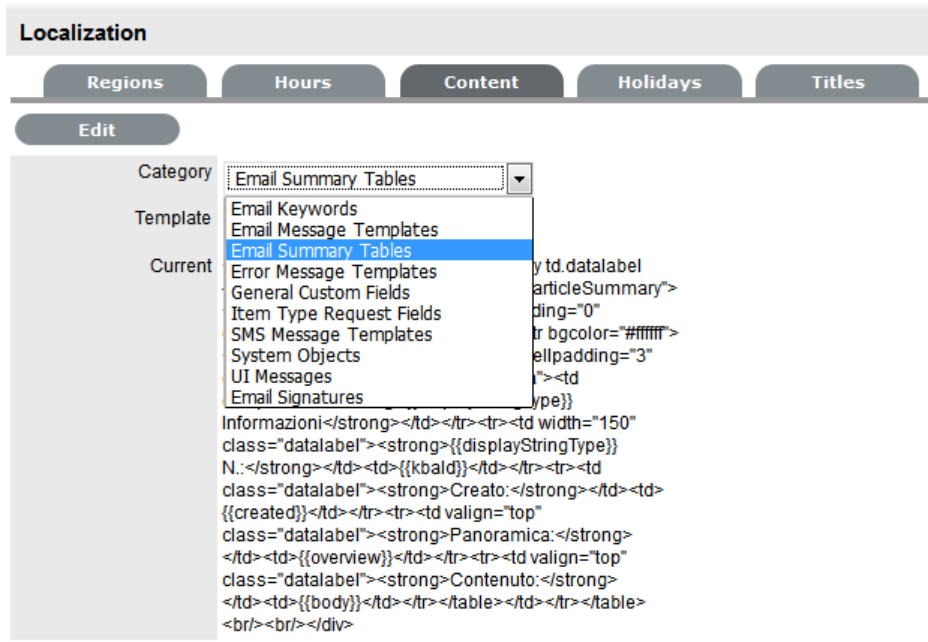 Localization
Regions Hours Content Holidays Titles
Edit
Category Email Summary Tables
Email Keywords
Template Email Message Templates
Email Summary Tables
Current y td.datalabel
Error Message Templates articleSummary">
General Custom Fields ding="0"
Item Type Request Fields tr bgcolor="#ffffff">
SMS Message Templates
System Objects ellpadding="3"
UI Messages "><td
Email Signatures ype}}
Informazioni</strong></td></tr><tr><td width="150"
class="datalabel"><strong>{{displayStringType}}
N.:</strong></td><td>{{kbaId}}</td></tr><tr><td
class="datalabel"><strong>Creato:</strong></td><td>
{{created}}</td></tr><tr><td valign="top"
class="datalabel"><strong>Panoramica:</strong>
</td><td>{{overview}}</td></tr><tr><td valign="top"
class="datalabel"><strong>Contenuto:</strong>
</td><td>{{body}}</td></tr></table></td></tr></table>
<br/><br/></div>